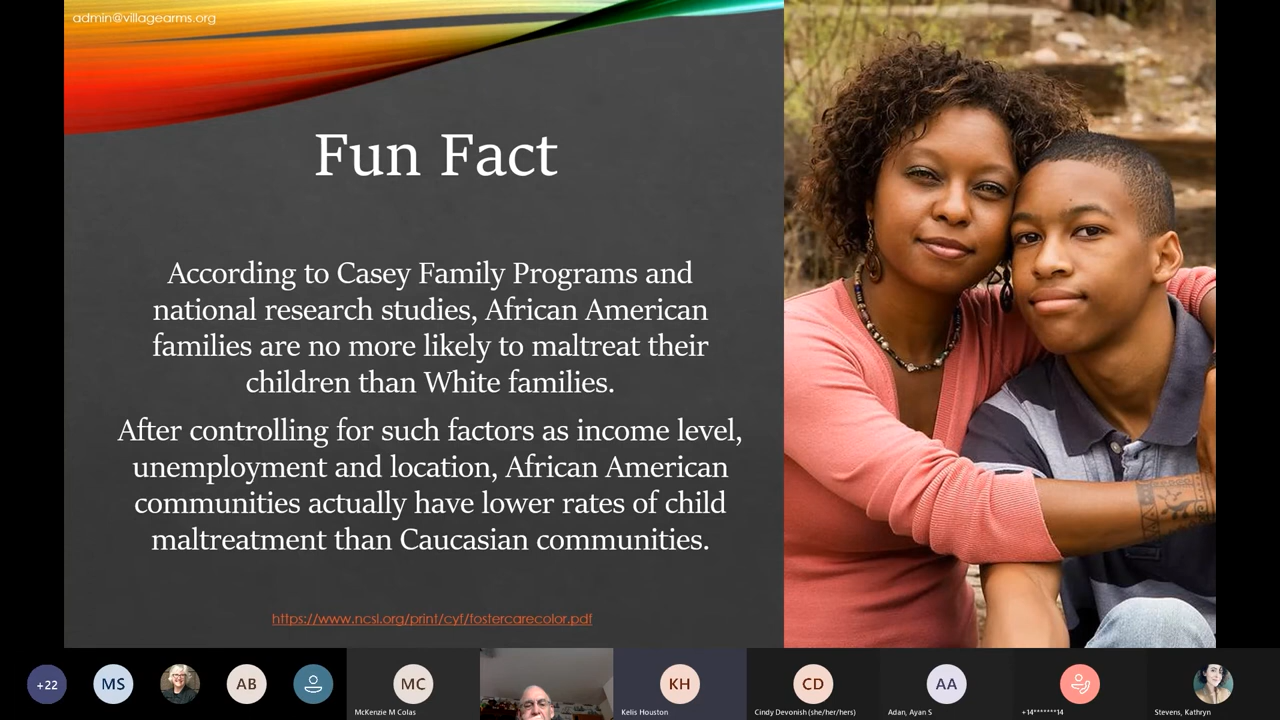 admin@villagearms.org
Fun Fact
According to Casey Family Programs and
national research studies, African American
families are no more likely to maltreat their
children than White families.
After controlling for such factors as income level,
unemployment and location, African American
communities actually have lower rates of child
maltreatment than Caucasian communities.
https://www.ncsl.org/print/cyf/fostercarecolor.pdf
+22
MS
AB
MC
KH
CD
AA
McKenzie M Colas
Kelis Houston
Cindy Devonish (she/her/hers)
Adan, Ayan S
+14*******14
Stevens, Kathryn